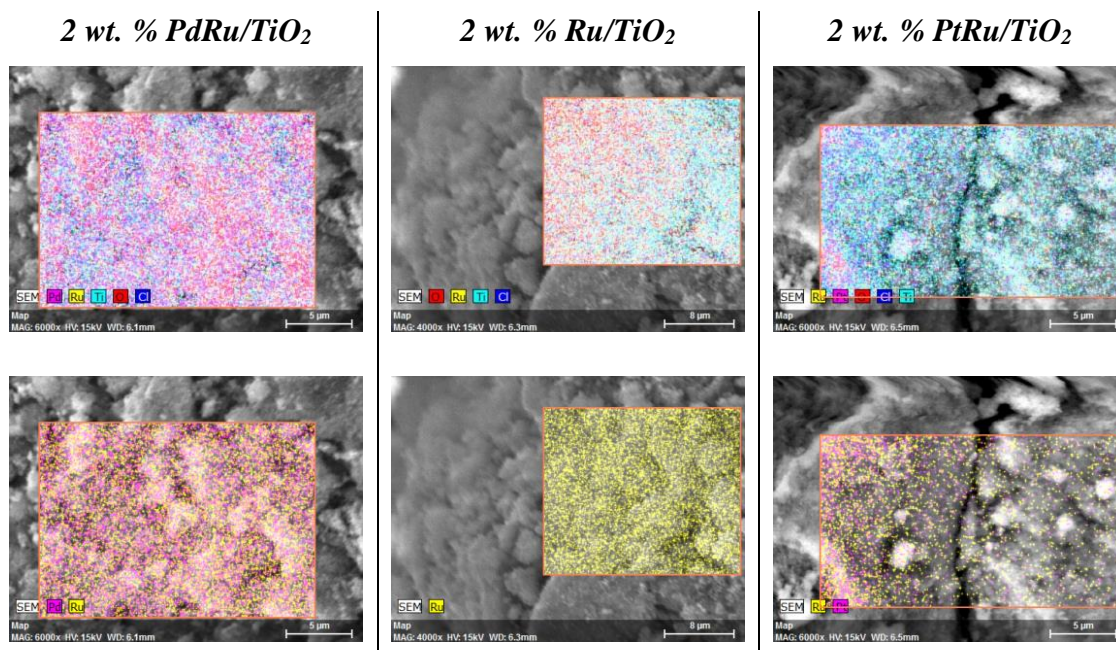 2 wt. % PdRu/TiO₂
2 wt. % Ru/TiO₂
2 wt. % PtRu/TiO₂
SEM Pd Ru Ti O Cl
Map
MAG: 6000x HV: 15kV WD: 6.1mm
5 µm
SEM O Ru Ti Cl
Map
MAG: 4000x HV: 15kV WD: 6.3mm
8 µm
SEM Ru Cl Ti
Map
MAG: 6000x HV: 15kV WD: 6.5mm
5 µm
SEM Pd Ru
Map
MAG: 6000x HV: 15kV WD: 6.1mm
5 µm
SEM Ru
Map
MAG: 4000x HV: 15kV WD: 6.3mm
8 µm
SEM Ru
Map
MAG: 6000x HV: 15kV WD: 6.5mm
5 µm